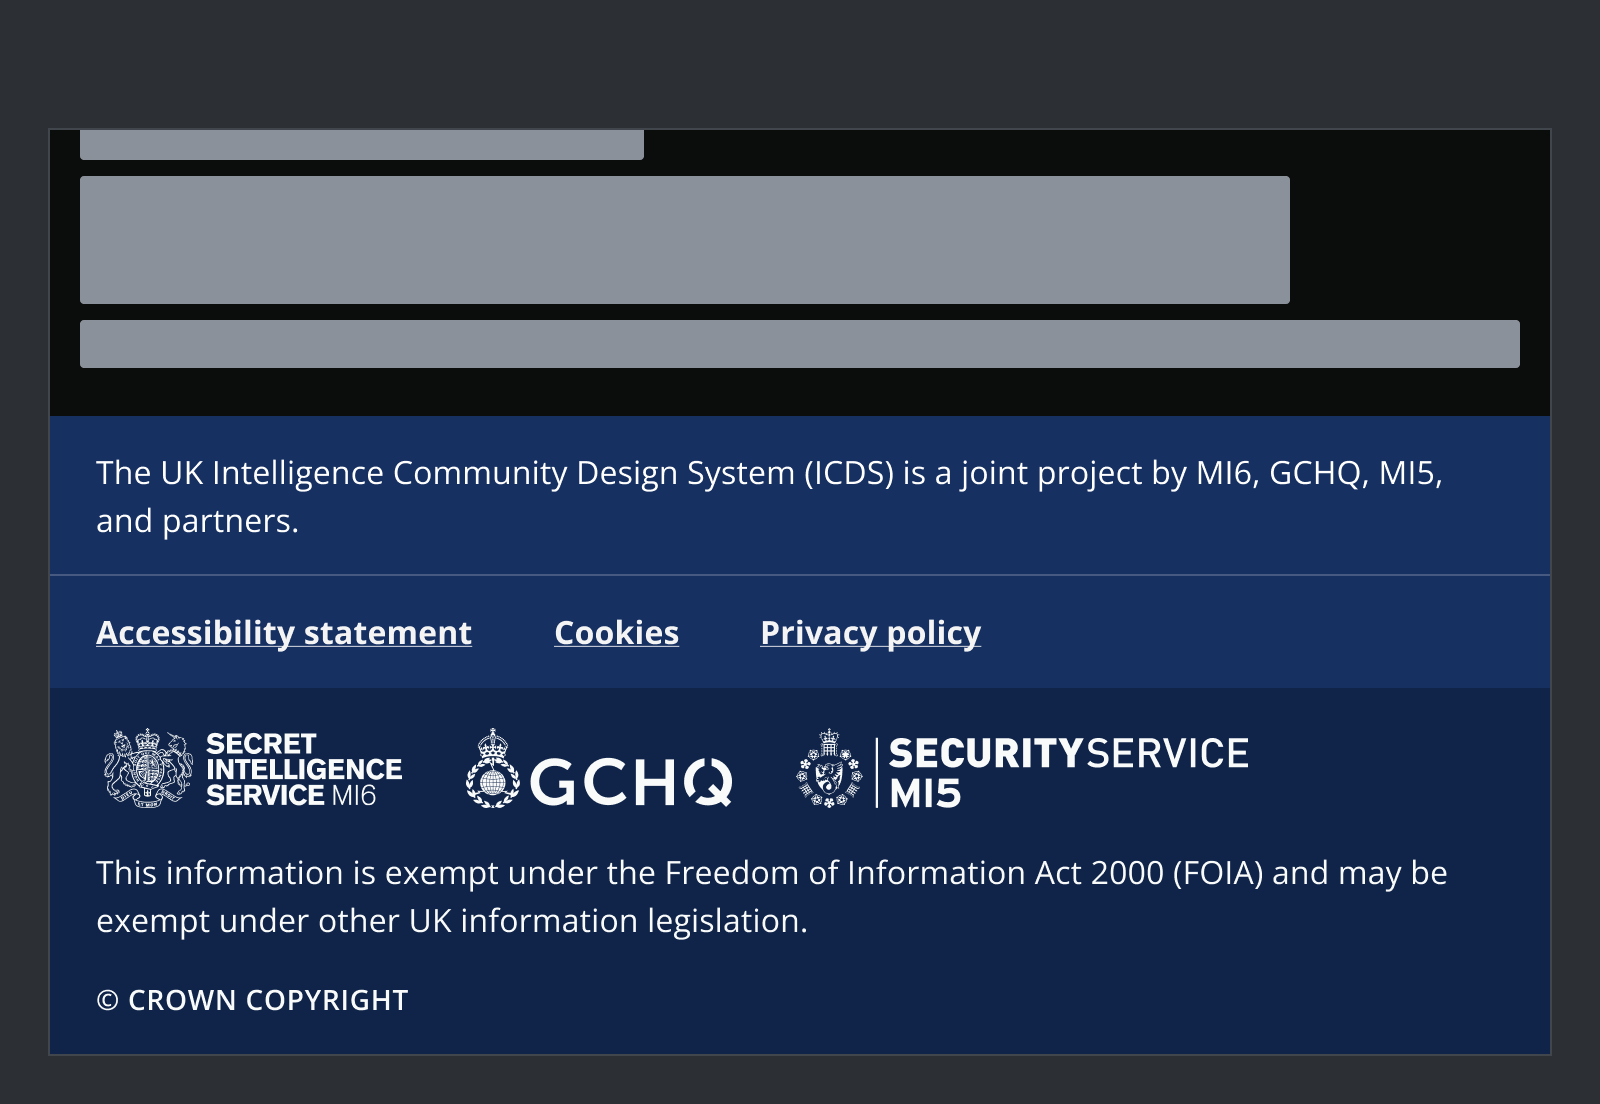 The UK Intelligence Community Design System (ICDS) is a joint project by MI6, GCHQ, MI5,
and partners.
Accessibility statement Cookies Privacy policy
SECRET
INTELLIGENCE
SERVICE MI6
GCHQ
SECURITYSERVICE
MI5
This information is exempt under the Freedom of Information Act 2000 (FOIA) and may be
exempt under other UK information legislation.
© CROWN COPYRIGHT